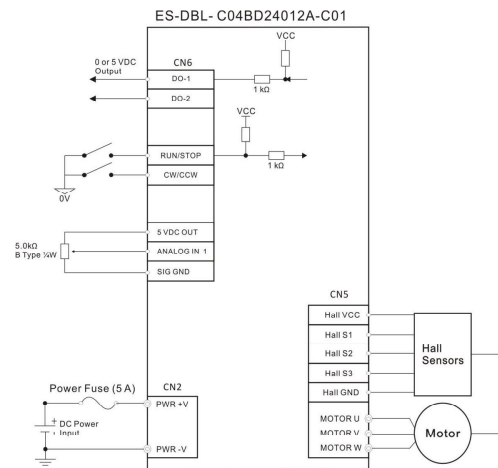 ES-DBL- C04BD24012A-C01
VCC
0 or 5 VDC
Output
CN6
DO-1
1 kΩ
DO-2
VCC
RUN/STOP
1 kΩ
CW/CCW
0V
5 VDC OUT
5.0kΩ
B Type ¼W
ANALOG IN 1
SIG GND
CN5
Hall VCC
Hall S1
Hall S2
Hall S3
Hall GND
Hall
Sensors
Power Fuse (5 A)
CN2
PWR +V
+ DC Power
- Input
PWR -V
MOTOR U
MOTOR V
MOTOR W
Motor